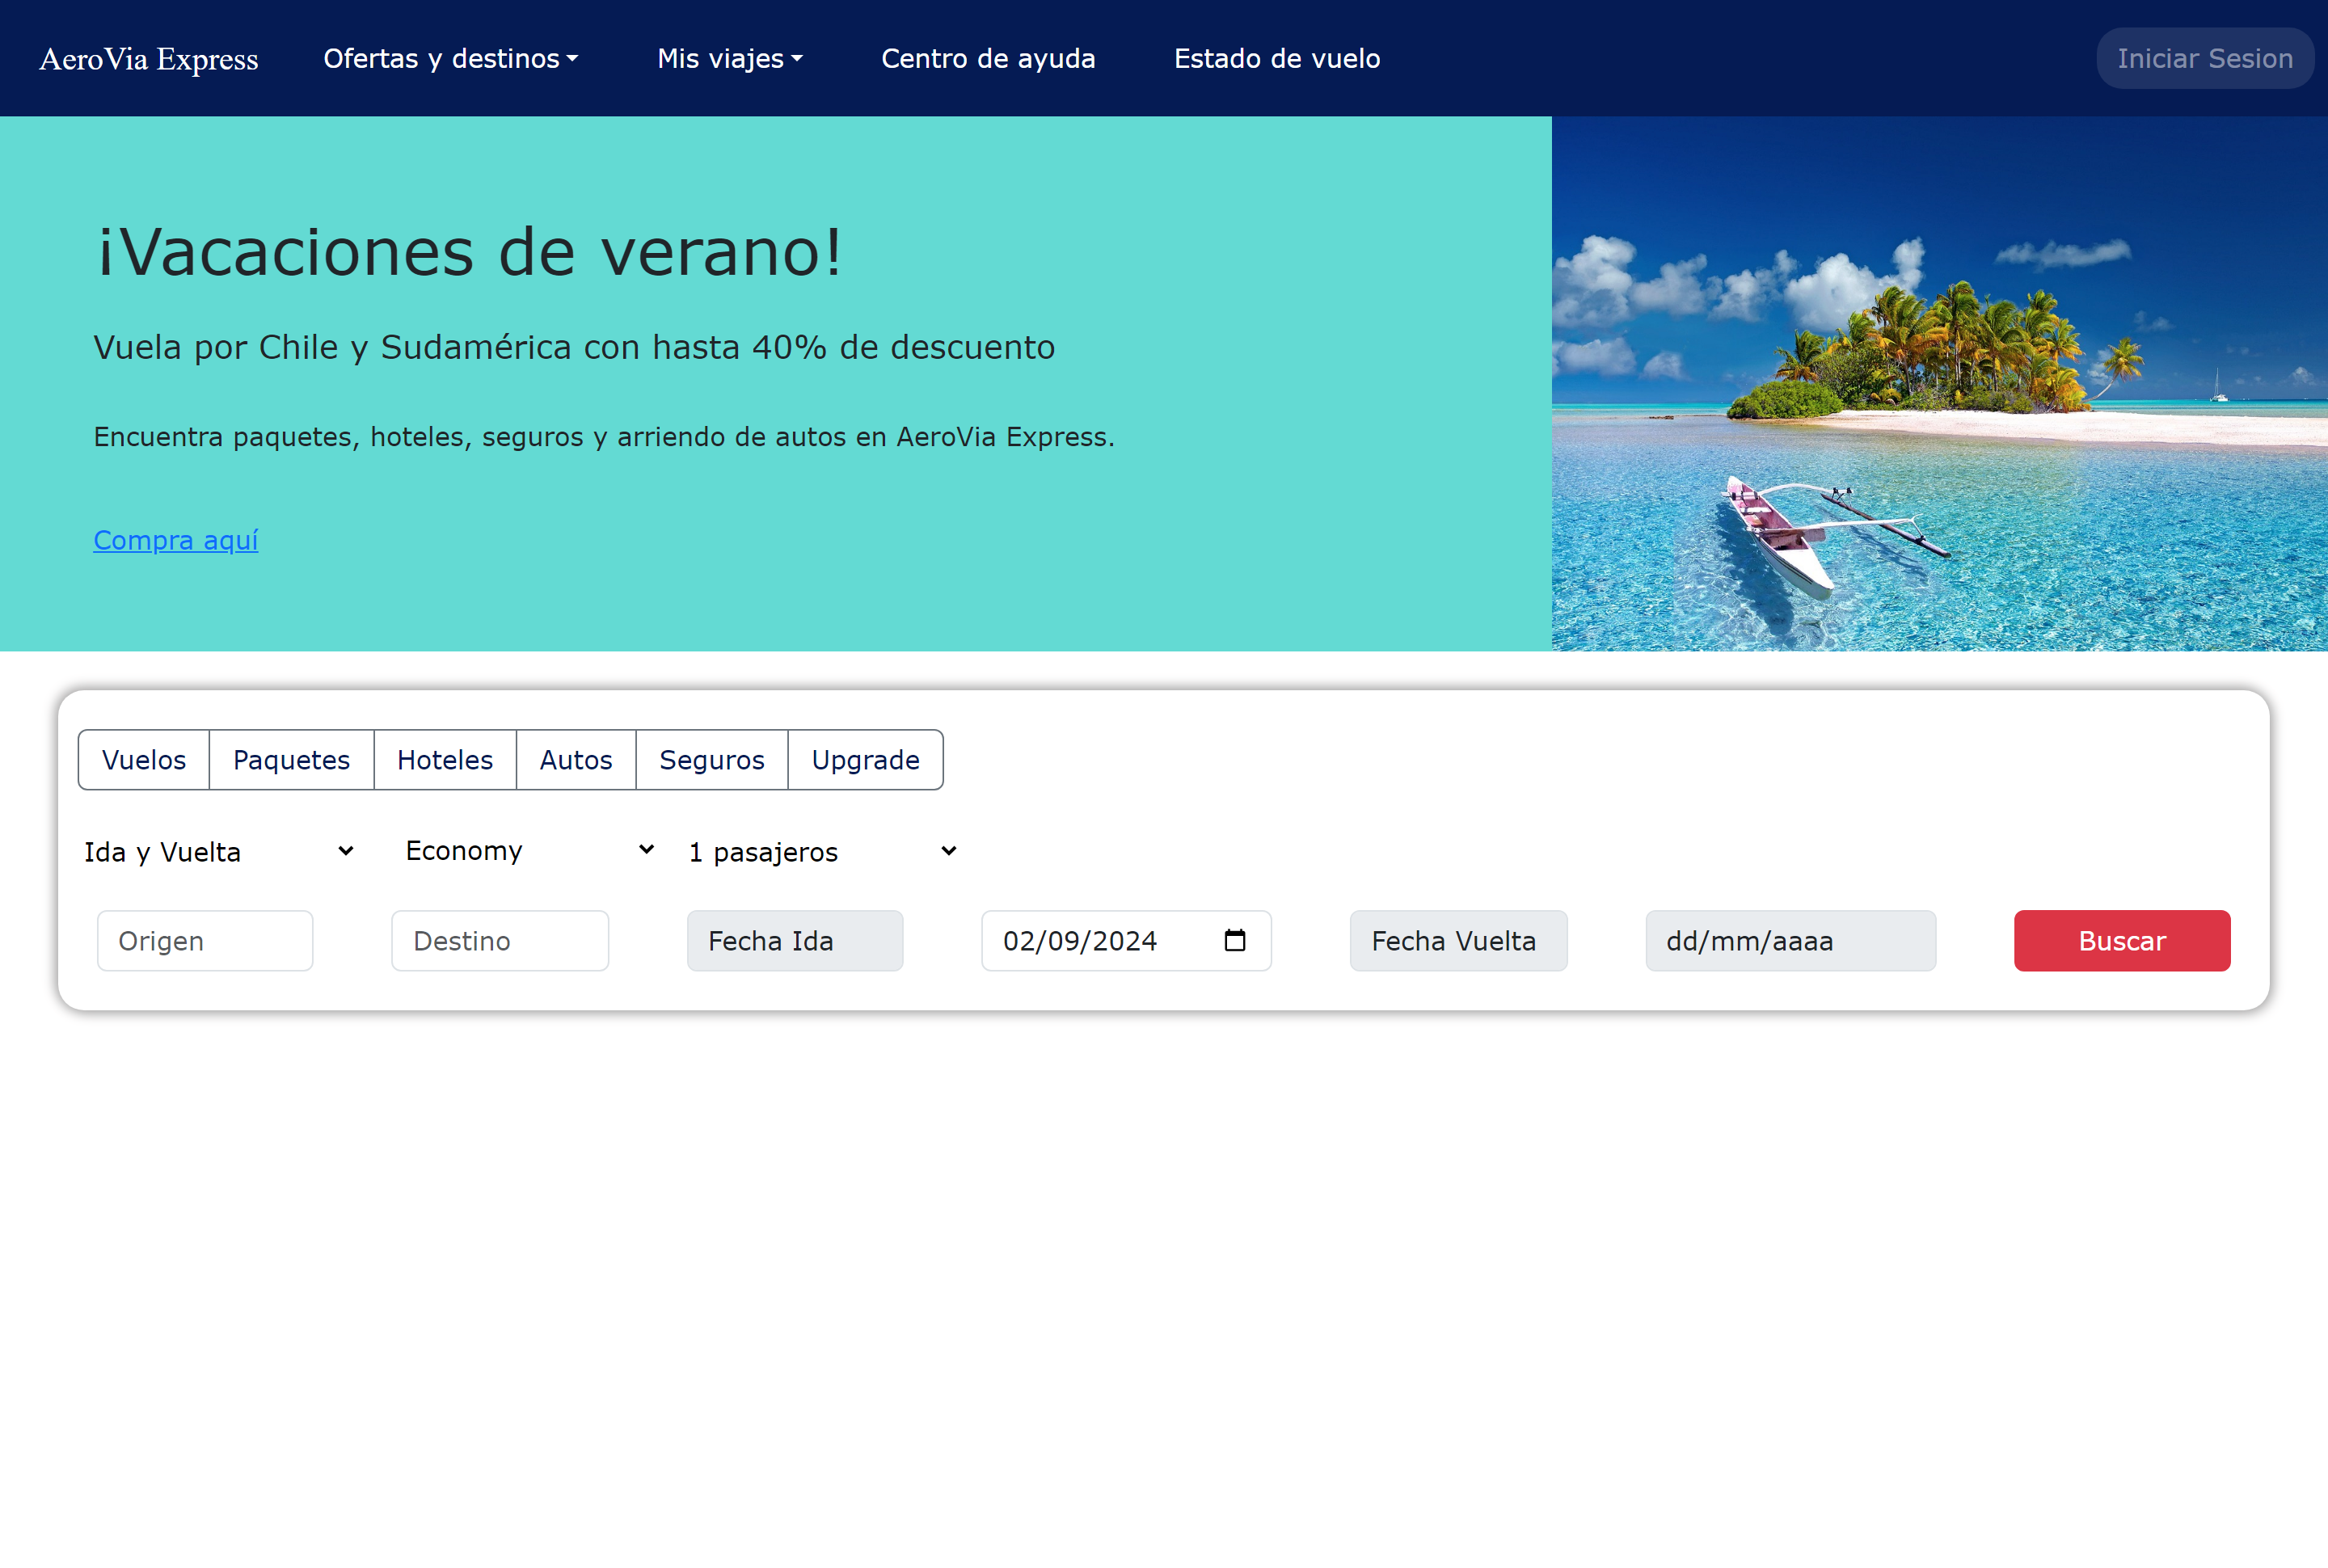 AeroVia Express Ofertas y destinos Mis viajes Centro de ayuda Estado de vuelo Iniciar Sesion
¡Vacaciones de verano!
Vuela por Chile y Sudamérica con hasta 40% de descuento
Encuentra paquetes, hoteles, seguros y arriendo de autos en AeroVia Express.
Compra aquí
Vuelos Paquetes Hoteles Autos Seguros Upgrade
Ida y Vuelta Economy 1 pasajeros
Origen Destino Fecha Ida 02/09/2024 Fecha Vuelta dd/mm/aaaa Buscar